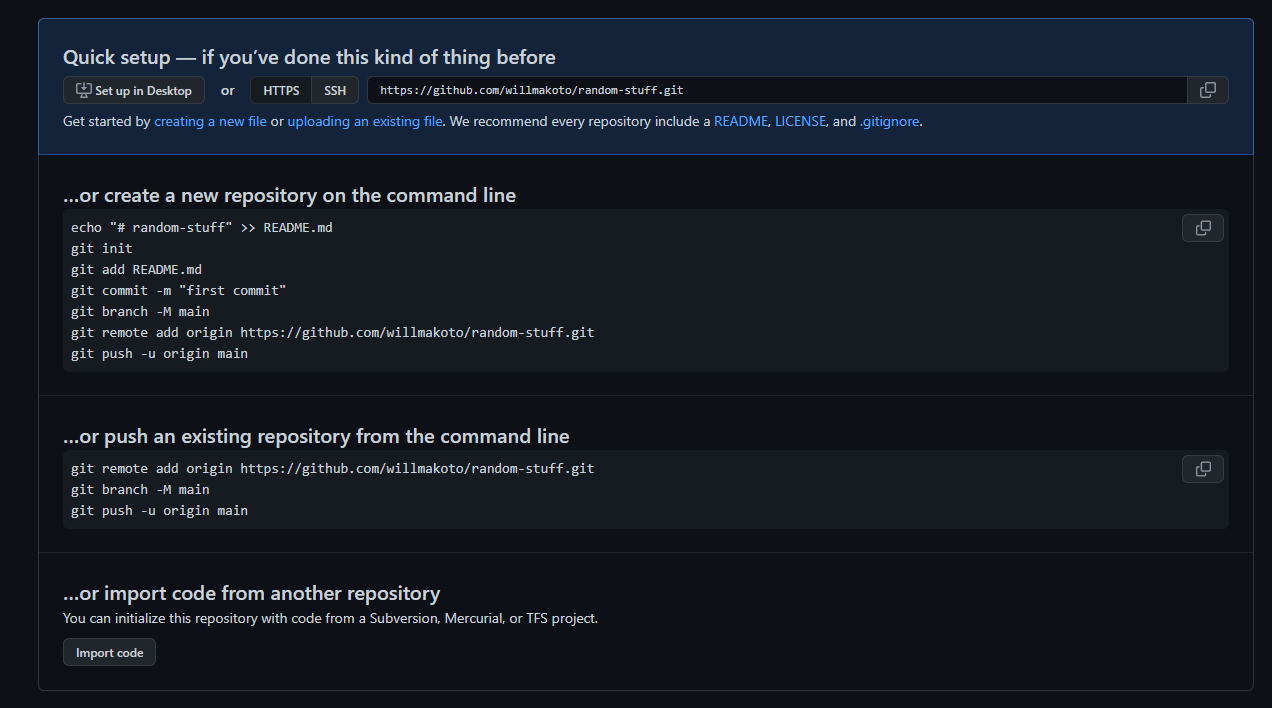 Quick setup — if you’ve done this kind of thing before
Set up in Desktop or HTTPS SSH https://github.com/willmakoto/random-stuff.git
Get started by creating a new file or uploading an existing file. We recommend every repository include a README, LICENSE, and .gitignore.
…or create a new repository on the command line
echo "# random-stuff" >> README.md
git init
git add README.md
git commit -m "first commit"
git branch -M main
git remote add origin https://github.com/willmakoto/random-stuff.git
git push -u origin main
…or push an existing repository from the command line
git remote add origin https://github.com/willmakoto/random-stuff.git
git branch -M main
git push -u origin main
…or import code from another repository
You can initialize this repository with code from a Subversion, Mercurial, or TFS project.
Import code